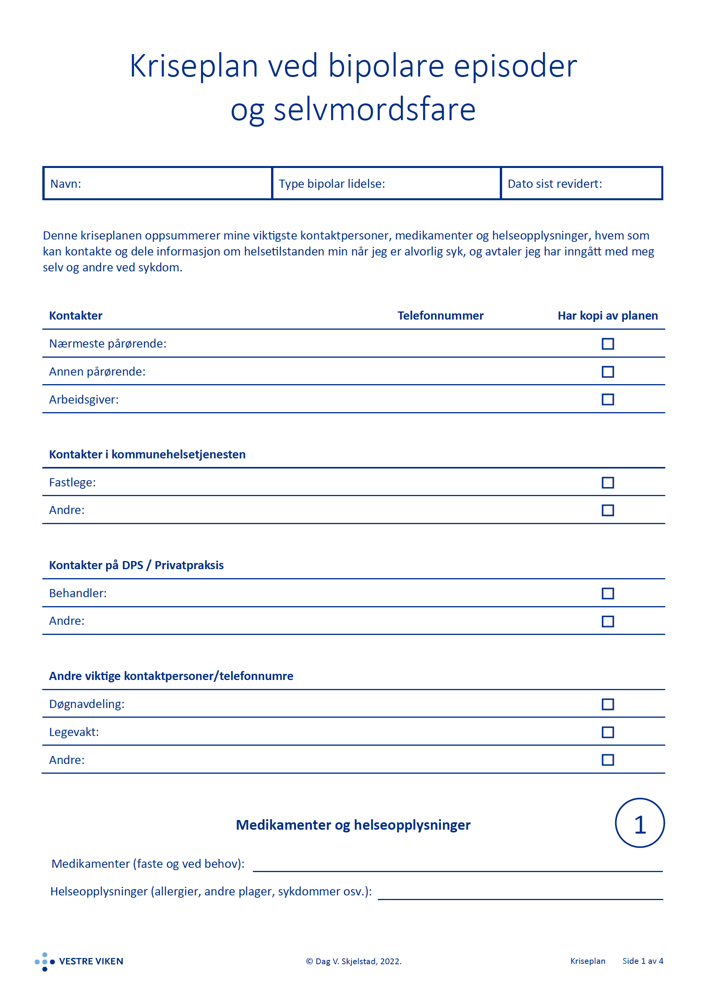 Kriseplan ved bipolare episoder
og selvmordsfare
Navn: Type bipolar lidelse: Dato sist revidert:
Denne kriseplanen oppsummerer mine viktigste kontaktpersoner, medikamenter og helseopplysninger, hvem som
kan kontakte og dele informasjon om helsetilstanden min når jeg er alvorlig syk, og avtaler jeg har inngått med meg
selv og andre ved sykdom.
Kontakter Telefonnummer Har kopi av planen
Nærmeste pårørende:
Annen pårørende:
Arbeidsgiver:
Kontakter i kommunehelsetjenesten
Fastlege:
Andre:
Kontakter på DPS / Privatpraksis
Behandler:
Andre:
Andre viktige kontaktpersoner/telefonnumre
Døgnavdeling:
Legevakt:
Andre:
Medikamenter og helseopplysninger 1
Medikamenter (faste og ved behov):
Helseopplysninger (allergier, andre plager, sykdommer osv.):
VESTRE VIKEN © Dag V. Skjelstad, 2022. Kriseplan Side 1 av 4